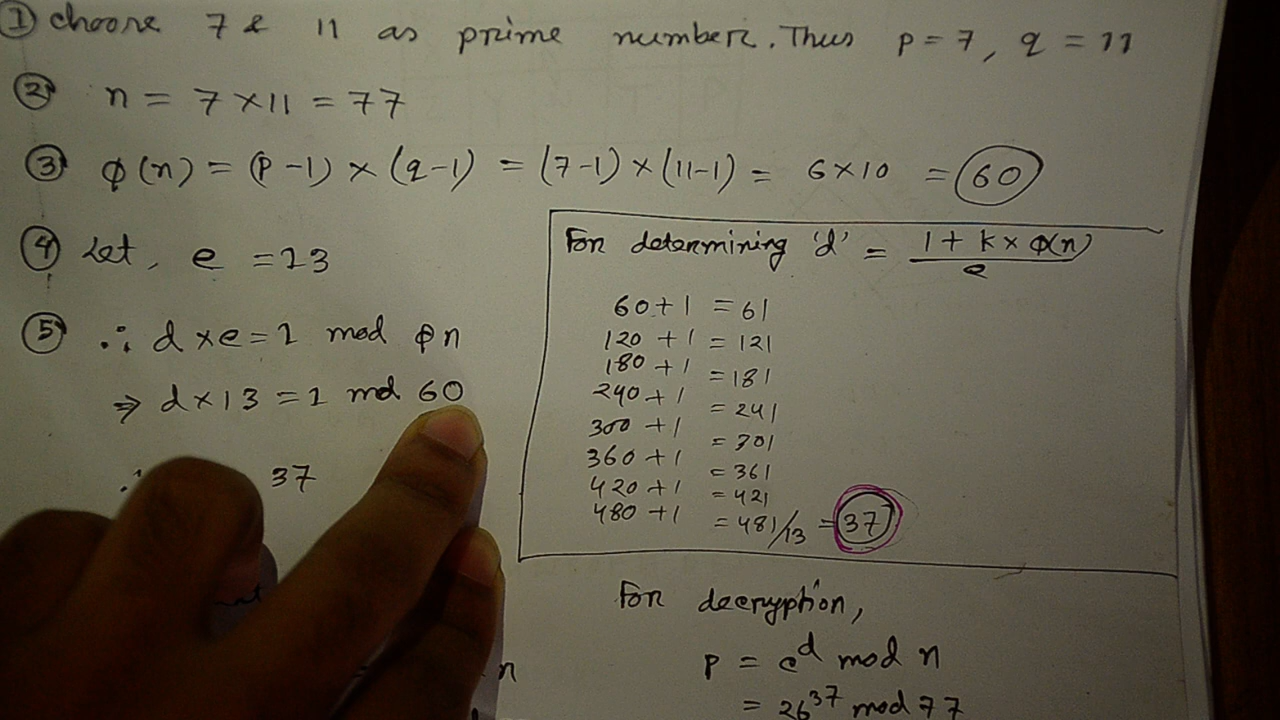 ① choose 7 & 11 as prime number. Thus p = 7, q = 11
② n = 7 × 11 = 77
③ φ(n) = (p-1) × (q-1) = (7-1) × (11-1) = 6×10 = 60
④ Let, e = 13
⑤ ∴ d × e = 1 mod φn
⇒ d × 13 = 1 md 60
37
For determining 'd' = (1 + k × φ(n)) / e
60+1 = 61
120 + 1 = 121
180 + 1 = 181
240 + 1 = 241
300 + 1 = 301
360 + 1 = 361
420 + 1 = 421
480 + 1 = 481/13 = 37
For decryption,
p = c^d mod n
= 26^37 mod 77
n